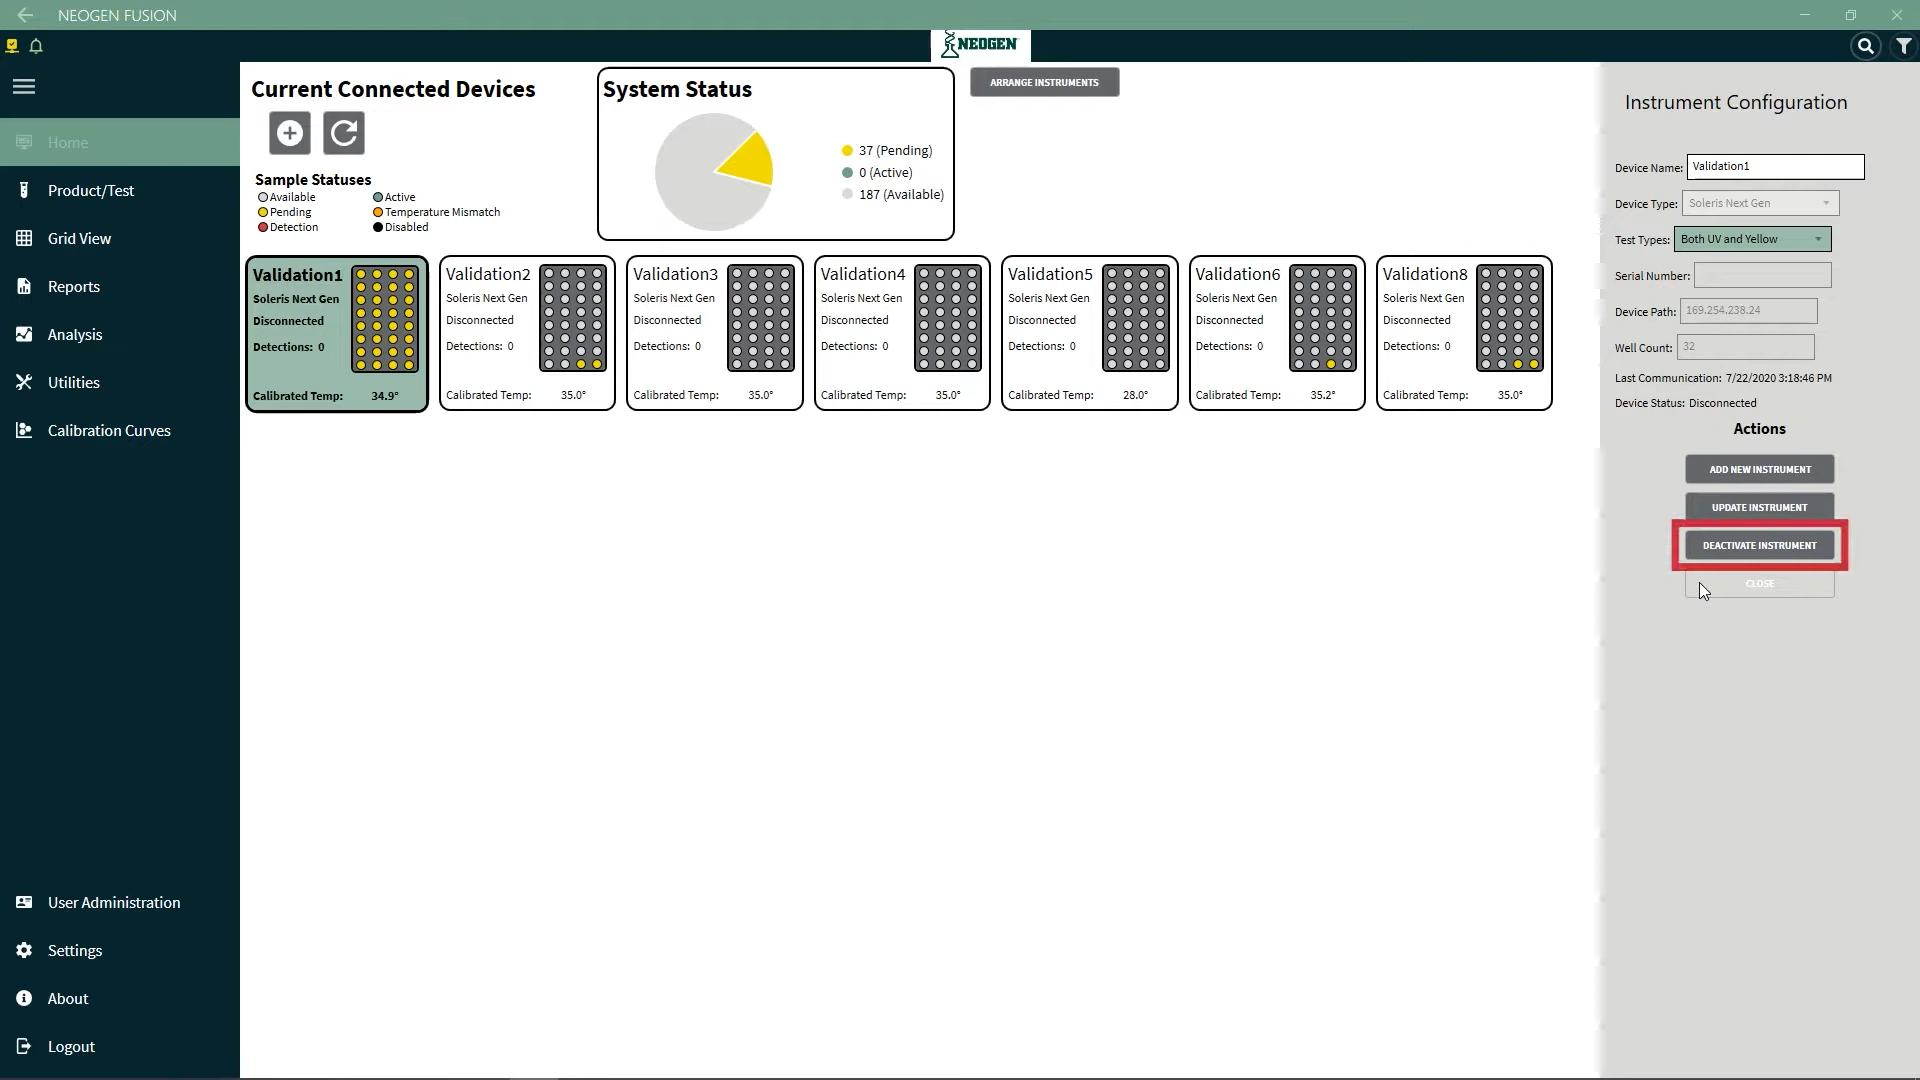 NEOGEN FUSION
NEOGEN
Home
Product/Test
Grid View
Reports
Analysis
Utilities
Calibration Curves
User Administration
Settings
About
Logout
Current Connected Devices
Sample Statuses
Available
Active
Pending
Temperature Mismatch
Detection
Disabled
System Status
37 (Pending)
0 (Active)
187 (Available)
ARRANGE INSTRUMENTS
Validation1
Soleris Next Gen
Disconnected
Detections: 0
Calibrated Temp: 34.9°
Validation2
Soleris Next Gen
Disconnected
Detections: 0
Calibrated Temp: 35.0°
Validation3
Soleris Next Gen
Disconnected
Detections: 0
Calibrated Temp: 35.0°
Validation4
Soleris Next Gen
Disconnected
Detections: 0
Calibrated Temp: 35.0°
Validation5
Soleris Next Gen
Disconnected
Detections: 0
Calibrated Temp: 28.0°
Validation6
Soleris Next Gen
Disconnected
Detections: 0
Calibrated Temp: 35.2°
Validation8
Soleris Next Gen
Disconnected
Detections: 0
Calibrated Temp: 35.0°
Instrument Configuration
Device Name: Validation1
Device Type: Soleris Next Gen
Test Types: Both UV and Yellow
Serial Number:
Device Path: 169.254.238.24
Well Count: 32
Last Communication: 7/22/2020 3:18:46 PM
Device Status: Disconnected
Actions
ADD NEW INSTRUMENT
UPDATE INSTRUMENT
DEACTIVATE INSTRUMENT
CLOSE